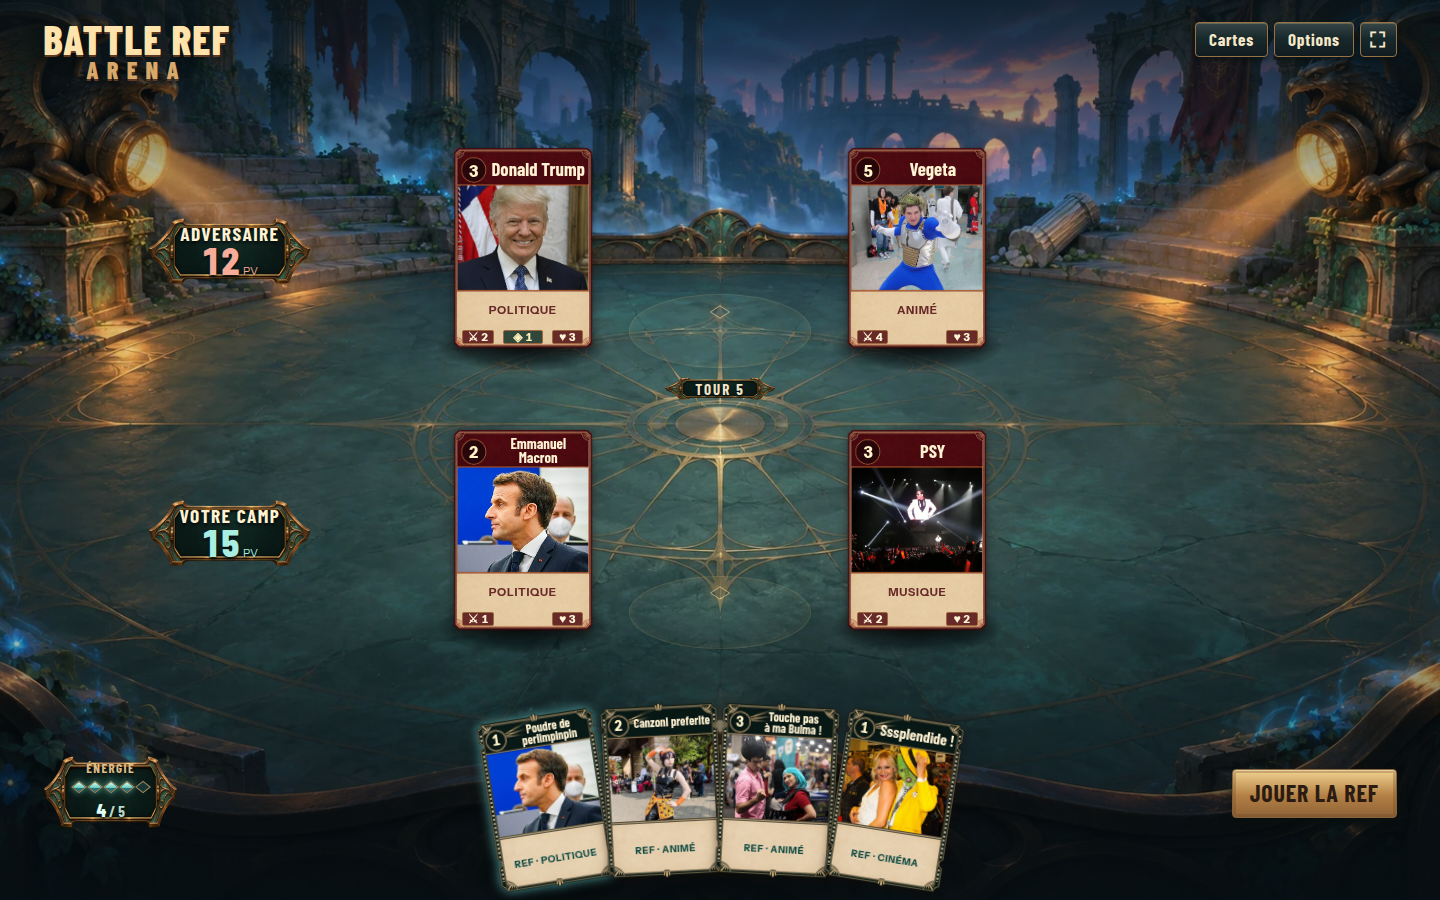 BATTLE REF
ARENA
Cartes
Options
3
Donald Trump
POLITIQUE
2
1
3
5
Vegeta
ANIMÉ
4
3
ADVERSAIRE
12 PV
TOUR 5
2
Emmanuel
Macron
POLITIQUE
1
3
3
PSY
MUSIQUE
2
2
VOTRE CAMP
15 PV
ÉNERGIE
4/5
1
Poudre de
perlimpinpin
REF · POLITIQUE
2
Canzoni preferite
REF · ANIMÉ
3
Touche pas
à ma Bulma !
REF · ANIMÉ
1
Sssplendide !
REF · CINÉMA
JOUER LA REF